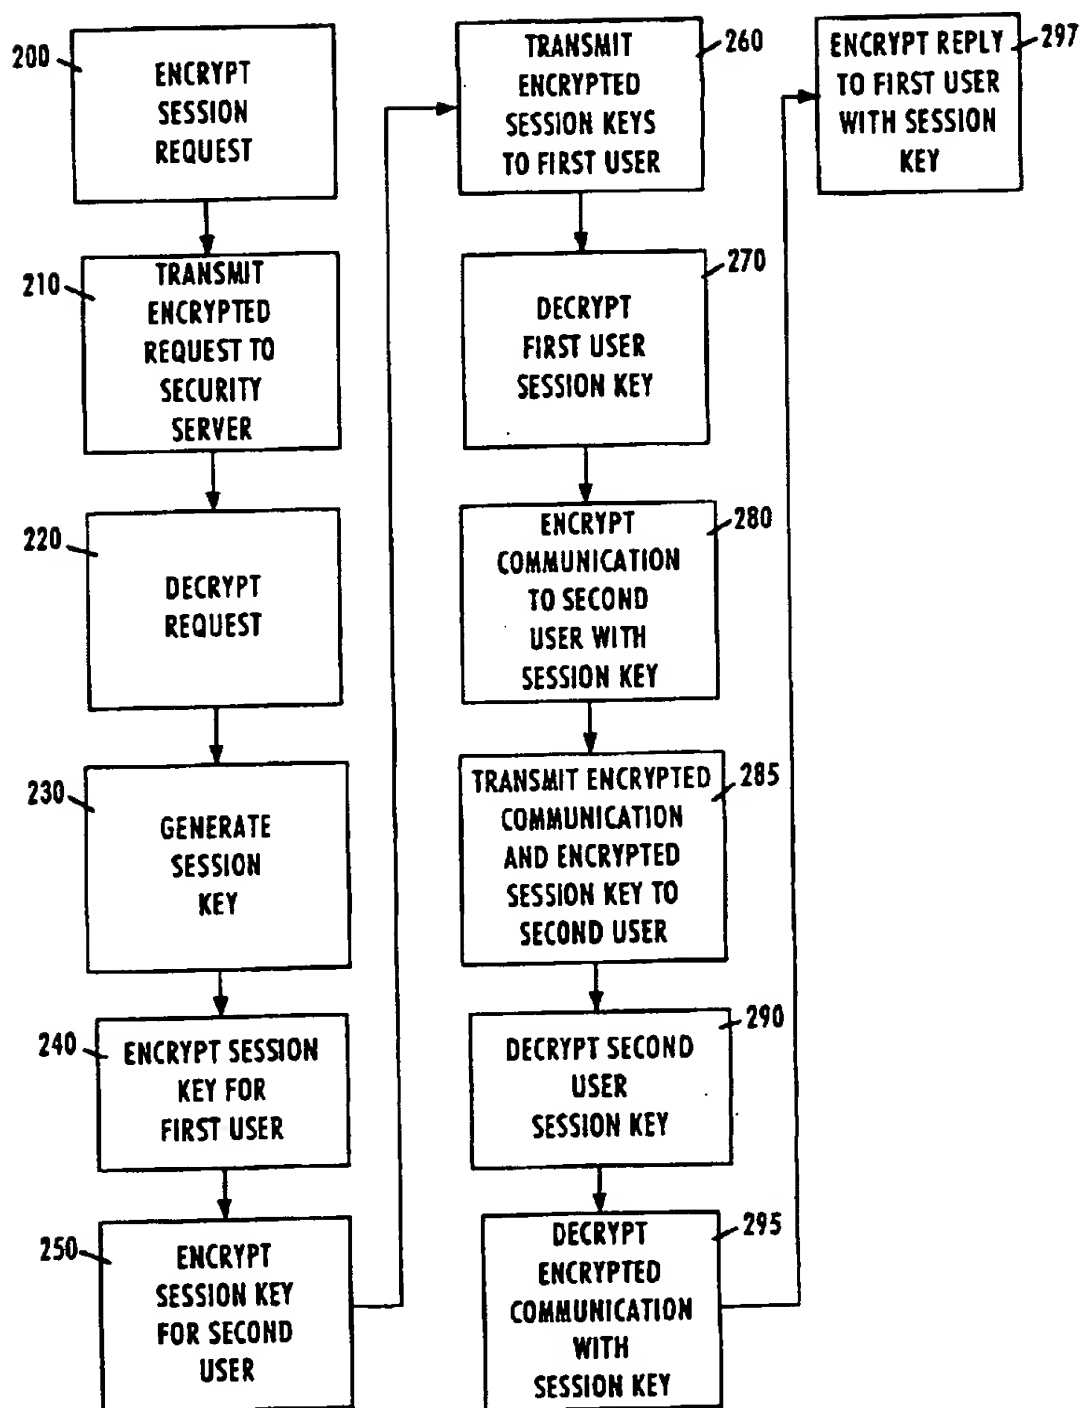 200
ENCRYPT
SESSION
REQUEST
210
TRANSMIT
ENCRYPTED
REQUEST TO
SECURITY
SERVER
220
DECRYPT
REQUEST
230
GENERATE
SESSION
KEY
240
ENCRYPT SESSION
KEY FOR
FIRST USER
250
ENCRYPT
SESSION KEY
FOR SECOND
USER
260
TRANSMIT
ENCRYPTED
SESSION KEYS
TO FIRST USER
270
DECRYPT
FIRST USER
SESSION KEY
280
ENCRYPT
COMMUNICATION
TO SECOND
USER WITH
SESSION KEY
285
TRANSMIT ENCRYPTED
COMMUNICATION
AND ENCRYPTED
SESSION KEY TO
SECOND USER
290
DECRYPT SECOND
USER
SESSION KEY
295
DECRYPT
ENCRYPTED
COMMUNICATION
WITH
SESSION KEY
297
ENCRYPT REPLY
TO FIRST USER
WITH SESSION
KEY